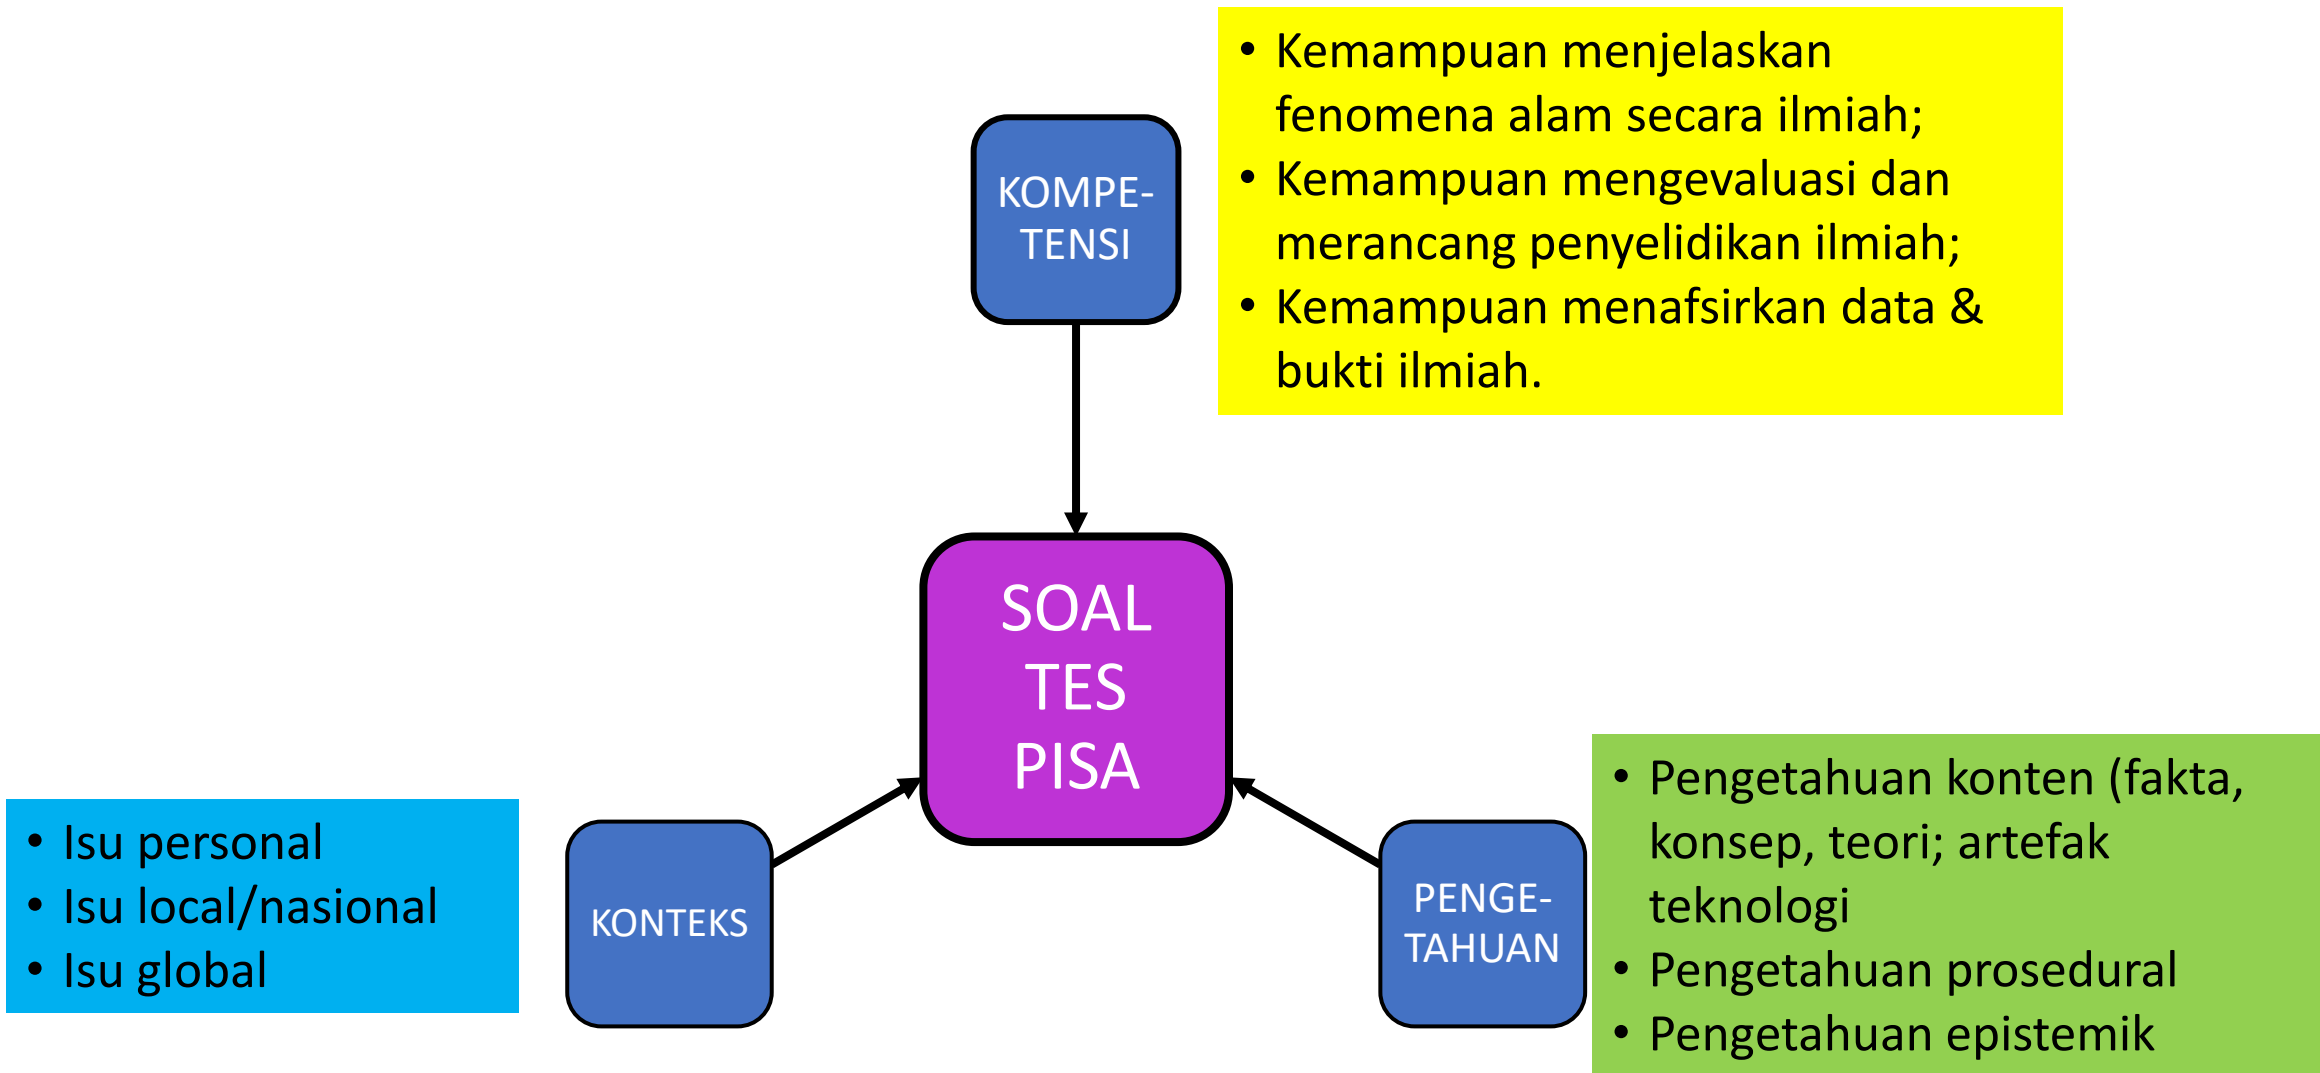 • Kemampuan menjelaskan
fenomena alam secara ilmiah;
• Kemampuan mengevaluasi dan
merancang penyelidikan ilmiah;
• Kemampuan menafsirkan data &
bukti ilmiah.
KOMPE-
TENSI
SOAL
TES
PISA
• Isu personal
• Isu local/nasional
• Isu global
KONTEKS
PENGE-
TAHUAN
• Pengetahuan konten (fakta,
konsep, teori; artefak
teknologi
• Pengetahuan prosedural
• Pengetahuan epistemik